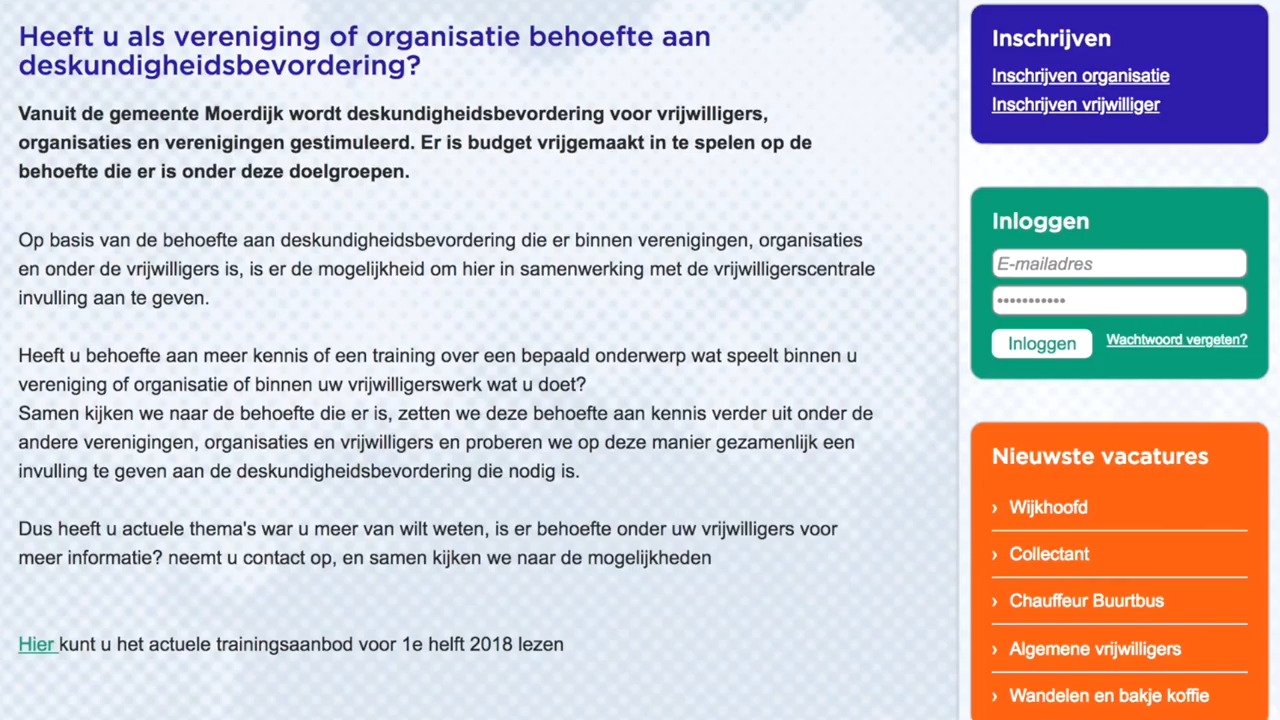 Heeft u als vereniging of organisatie behoefte aan
deskundigheidsbevordering?
Vanuit de gemeente Moerdijk wordt deskundigheidsbevordering voor vrijwilligers,
organisaties en verenigingen gestimuleerd. Er is budget vrijgemaakt in te spelen op de
behoefte die er is onder deze doelgroepen.
Op basis van de behoefte aan deskundigheidsbevordering die er binnen verenigingen, organisaties
en onder de vrijwilligers is, is er de mogelijkheid om hier in samenwerking met de vrijwilligerscentrale
invulling aan te geven.
Heeft u behoefte aan meer kennis of een training over een bepaald onderwerp wat speelt binnen u
vereniging of organisatie of binnen uw vrijwilligerswerk wat u doet?
Samen kijken we naar de behoefte die er is, zetten we deze behoefte aan kennis verder uit onder de
andere verenigingen, organisaties en vrijwilligers en proberen we op deze manier gezamenlijk een
invulling te geven aan de deskundigheidsbevordering die nodig is.
Dus heeft u actuele thema's war u meer van wilt weten, is er behoefte onder uw vrijwilligers voor
meer informatie? neemt u contact op, en samen kijken we naar de mogelijkheden
Hier kunt u het actuele trainingsaanbod voor 1e helft 2018 lezen
Inschrijven
Inschrijven organisatie
Inschrijven vrijwilliger
Inloggen
E-mailadres
•••••••••••
Inloggen Wachtwoord vergeten?
Nieuwste vacatures
› Wijkhoofd
› Collectant
› Chauffeur Buurtbus
› Algemene vrijwilligers
› Wandelen en bakje koffie